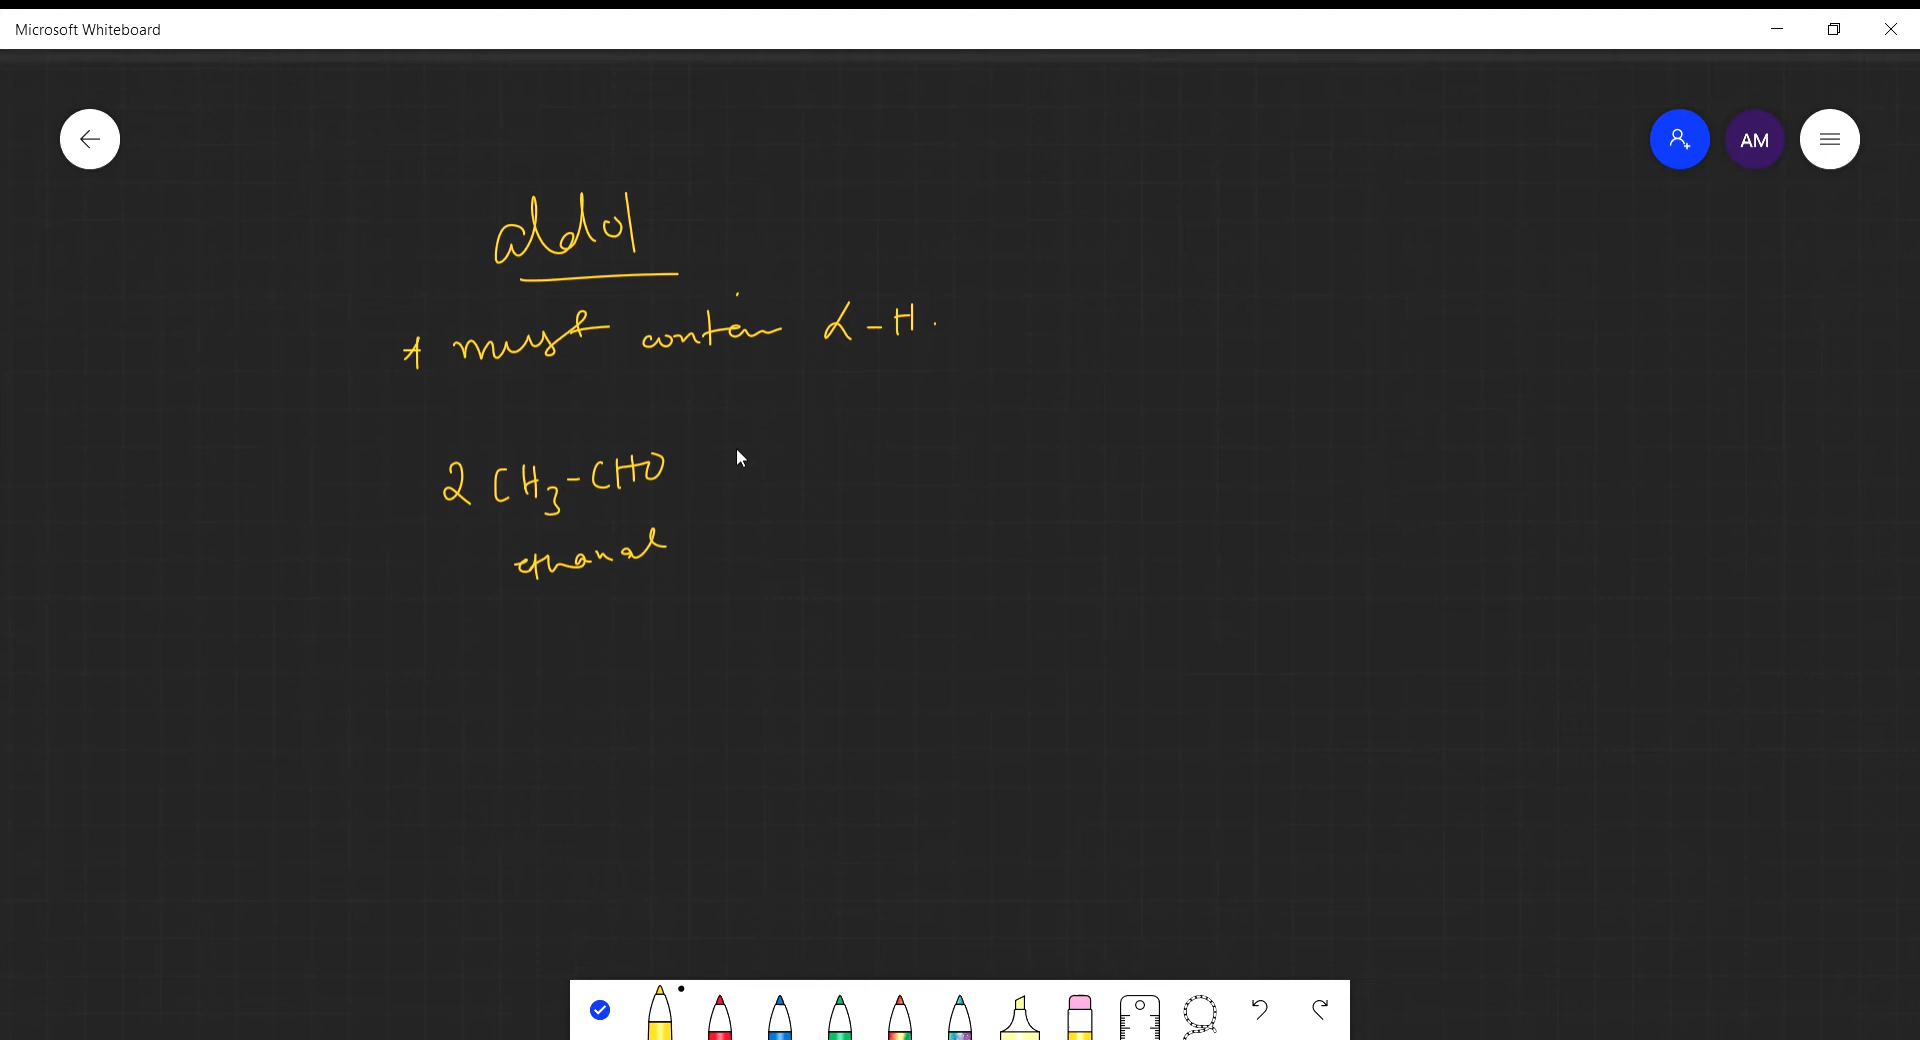 Microsoft Whiteboard
AM
aldol
* must contain α-H.
2 CH₃-CHO
ethanal